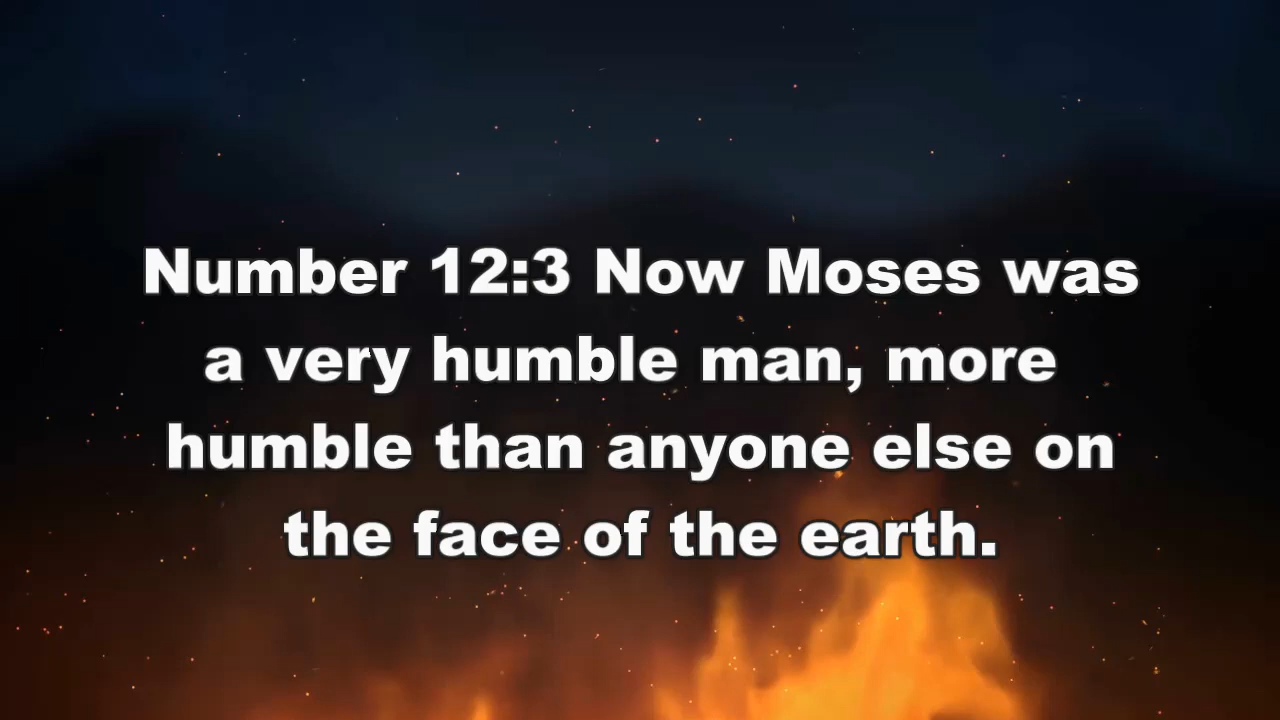 Number 12:3 Now Moses was
a very humble man, more
humble than anyone else on
the face of the earth.